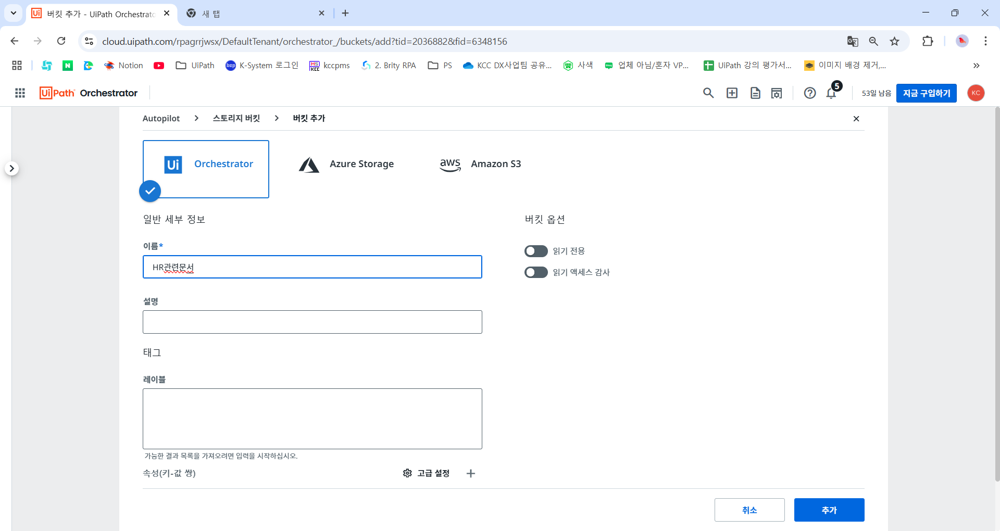 버킷 추가 - UiPath Orchestrato
새 탭
cloud.uipath.com/rpagrrjwsx/DefaultTenant/orchestrator_/buckets/add?tid=2036882&fid=6348156
Notion
UiPath
bzp K-System 로그인
MS KCC kccpms
2. Brity RPA
PS
KCC DX사업팀 공유...
사색
업체 아님/혼자 VP...
UiPath 강의 평가서...
이미지 배경 제거,...
UiPath Orchestrator
5
53일 남음
지금 구입하기
KC
Autopilot
스토리지 버킷
버킷 추가
Ui Orchestrator
Azure Storage
aws Amazon S3
일반 세부 정보
버킷 옵션
이름*
읽기 전용
HR관련문서
읽기 액세스 감사
설명
태그
레이블
가능한 결과 목록을 가져오려면 입력을 시작하십시오.
속성(키-값 쌍)
고급 설정
취소
추가